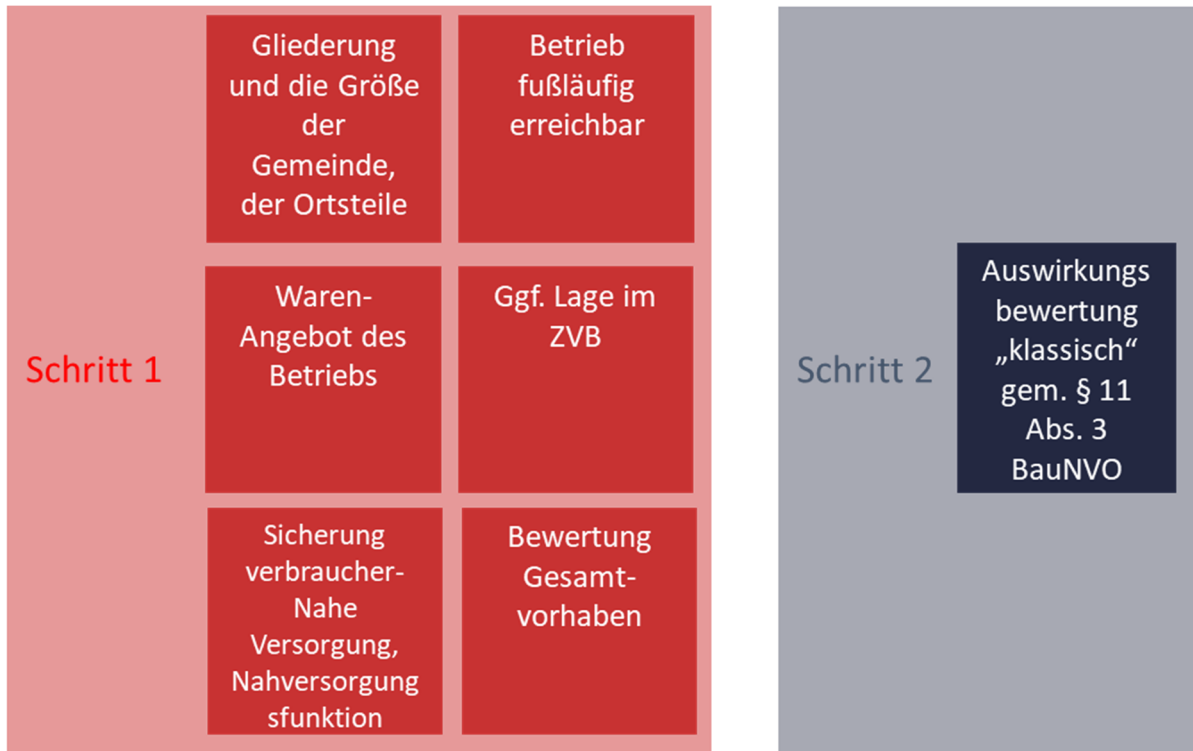 Schritt 1
Gliederung
und die Größe
der
Gemeinde,
der Ortsteile
Betrieb
fußläufig
erreichbar
Waren-
Angebot des
Betriebs
Ggf. Lage im
ZVB
Sicherung
verbraucher-
Nahe
Versorgung,
Nahversorgung
sfunktion
Bewertung
Gesamt-
vorhaben
Schritt 2
Auswirkungs
bewertung
„klassisch“
gem. § 11
Abs. 3
BauNVO